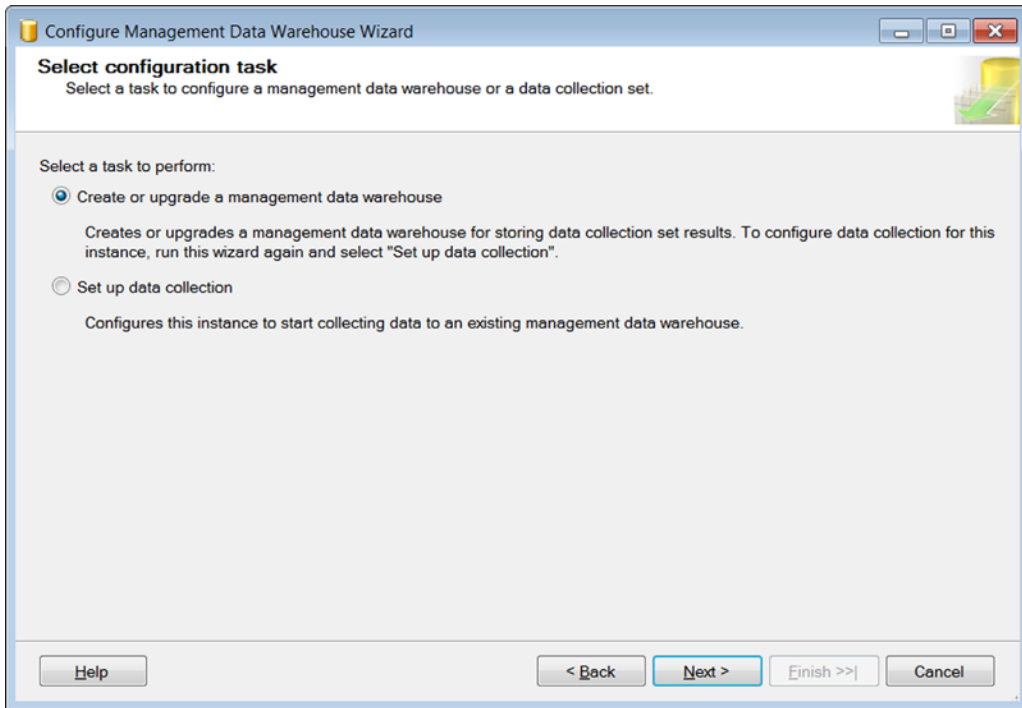 Configure Management Data Warehouse Wizard
Select configuration task
Select a task to configure a management data warehouse or a data collection set.
Select a task to perform:
Create or upgrade a management data warehouse
Creates or upgrades a management data warehouse for storing data collection set results. To configure data collection for this
instance, run this wizard again and select "Set up data collection".
Set up data collection
Configures this instance to start collecting data to an existing management data warehouse.
Help
< Back
Next >
Finish >>|
Cancel